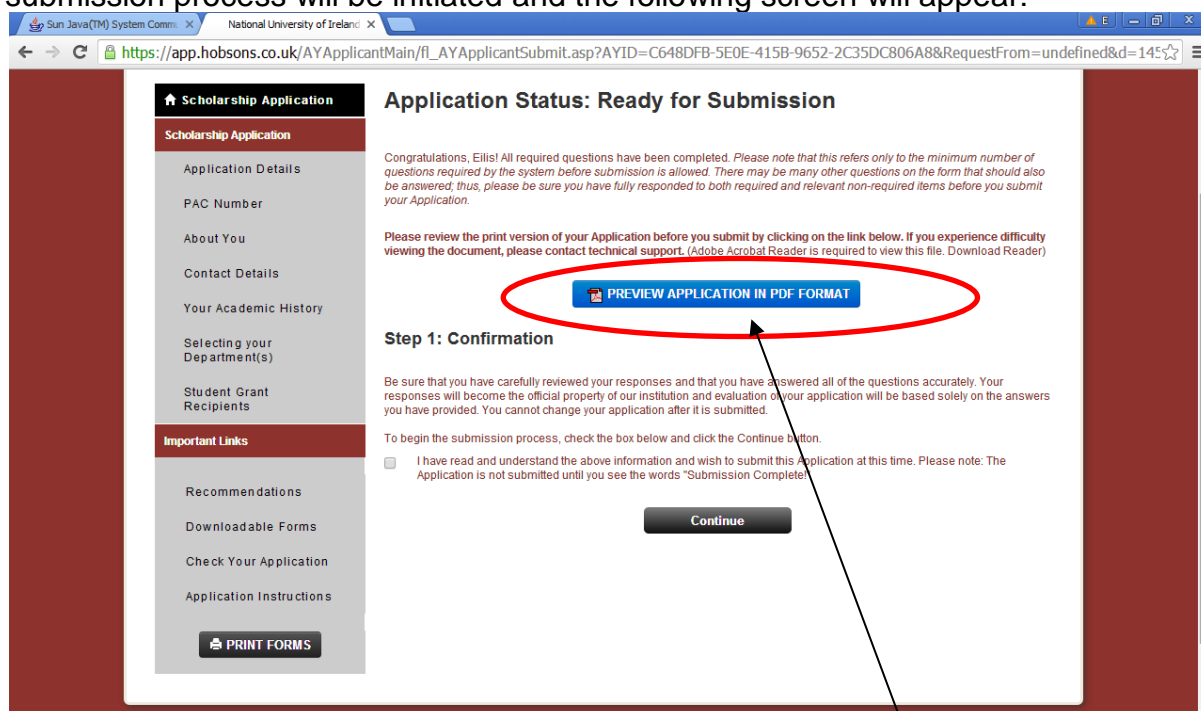 submission process will be initiated and the following screen will appear.
Sun Java(TM) System Comm
National University of Ireland
E
https://app.hobsons.co.uk/AYApplicantMain/fl_AYApplicantSubmit.asp?AYID=C648DFB-5E0E-415B-9652-2C35DC806A8&RequestFrom=undefined&d=145
Scholarship Application
Scholarship Application
Application Details
PAC Number
About You
Contact Details
Your Academic History
Selecting your
Department(s)
Student Grant
Recipients
Important Links
Recommendations
Downloadable Forms
Check Your Application
Application Instructions
PRINT FORMS
Application Status: Ready for Submission
Congratulations, Eilis! All required questions have been completed. Please note that this refers only to the minimum number of
questions required by the system before submission is allowed. There may be many other questions on the form that should also
be answered; thus, please be sure you have fully responded to both required and relevant non-required items before you submit
your Application.
Please review the print version of your Application before you submit by clicking on the link below. If you experience difficulty
viewing the document, please contact technical support. (Adobe Acrobat Reader is required to view this file. Download Reader)
PREVIEW APPLICATION IN PDF FORMAT
Step 1: Confirmation
Be sure that you have carefully reviewed your responses and that you have answered all of the questions accurately. Your
responses will become the official property of our institution and evaluation of your application will be based solely on the answers
you have provided. You cannot change your application after it is submitted.
To begin the submission process, check the box below and click the Continue button.
I have read and understand the above information and wish to submit this Application at this time. Please note: The
Application is not submitted until you see the words "Submission Complete!"
Continue